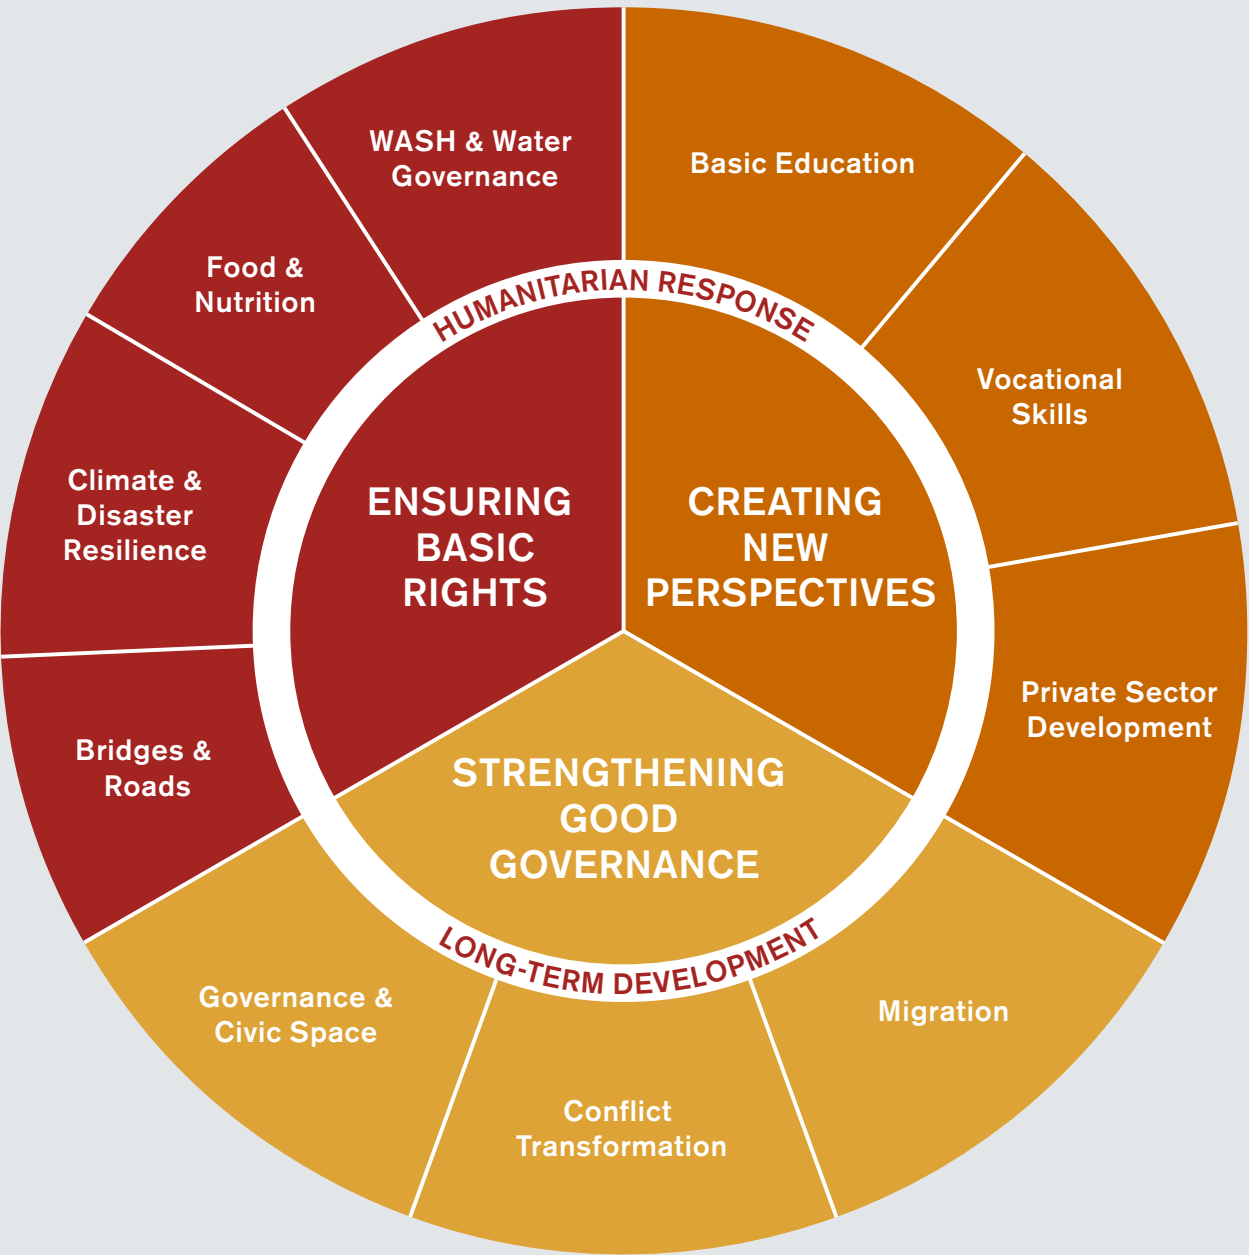 WASH & Water
Governance
Basic Education
Food &
Nutrition
HUMANITARIAN RESPONSE
Vocational
Skills
Climate &
Disaster
Resilience
ENSURING
BASIC
RIGHTS
CREATING
NEW
PERSPECTIVES
Private Sector
Development
Bridges &
Roads
STRENGTHENING
GOOD
GOVERNANCE
LONG-TERM DEVELOPMENT
Governance &
Civic Space
Migration
Conflict
Transformation